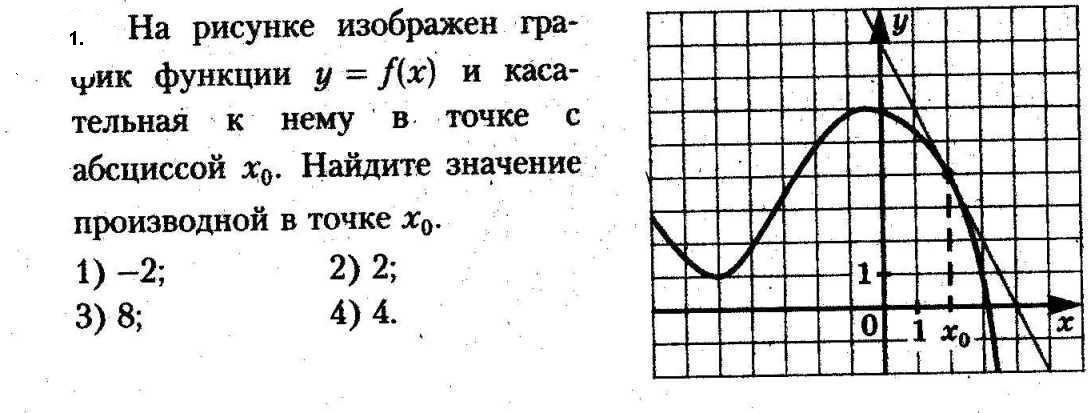 1. На рисунке изображен гра-
фик функции y = f(x) и каса-
тельная к нему в точке с
абсциссой x₀. Найдите значение
производной в точке x₀.
1) –2; 2) 2;
3) 8; 4) 4.
y
1
0 1 x₀ x